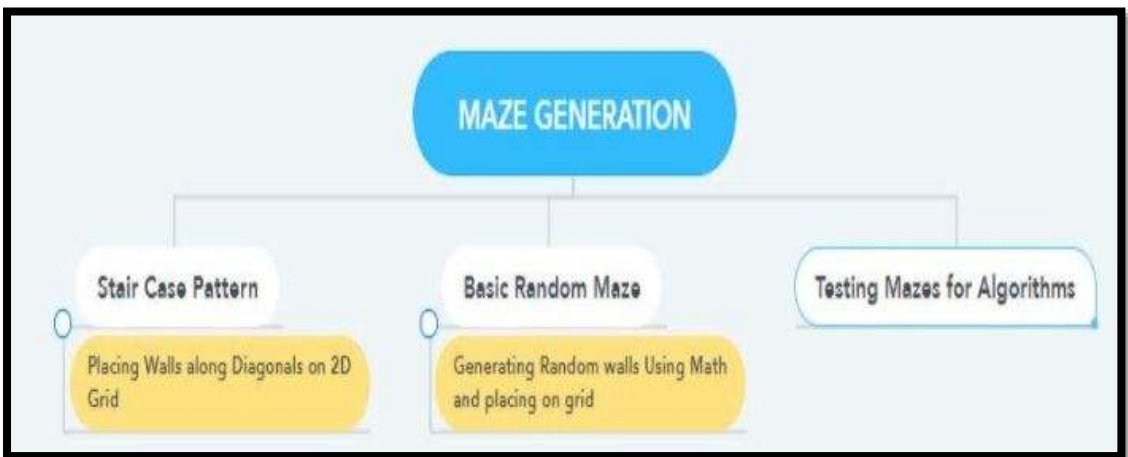 MAZE GENERATION
Stair Case Pattern
Basic Random Maze
Testing Mazes for Algorithms
Placing Walls along Diagonals on 2D
Grid
Generating Random walls Using Math
and placing on grid